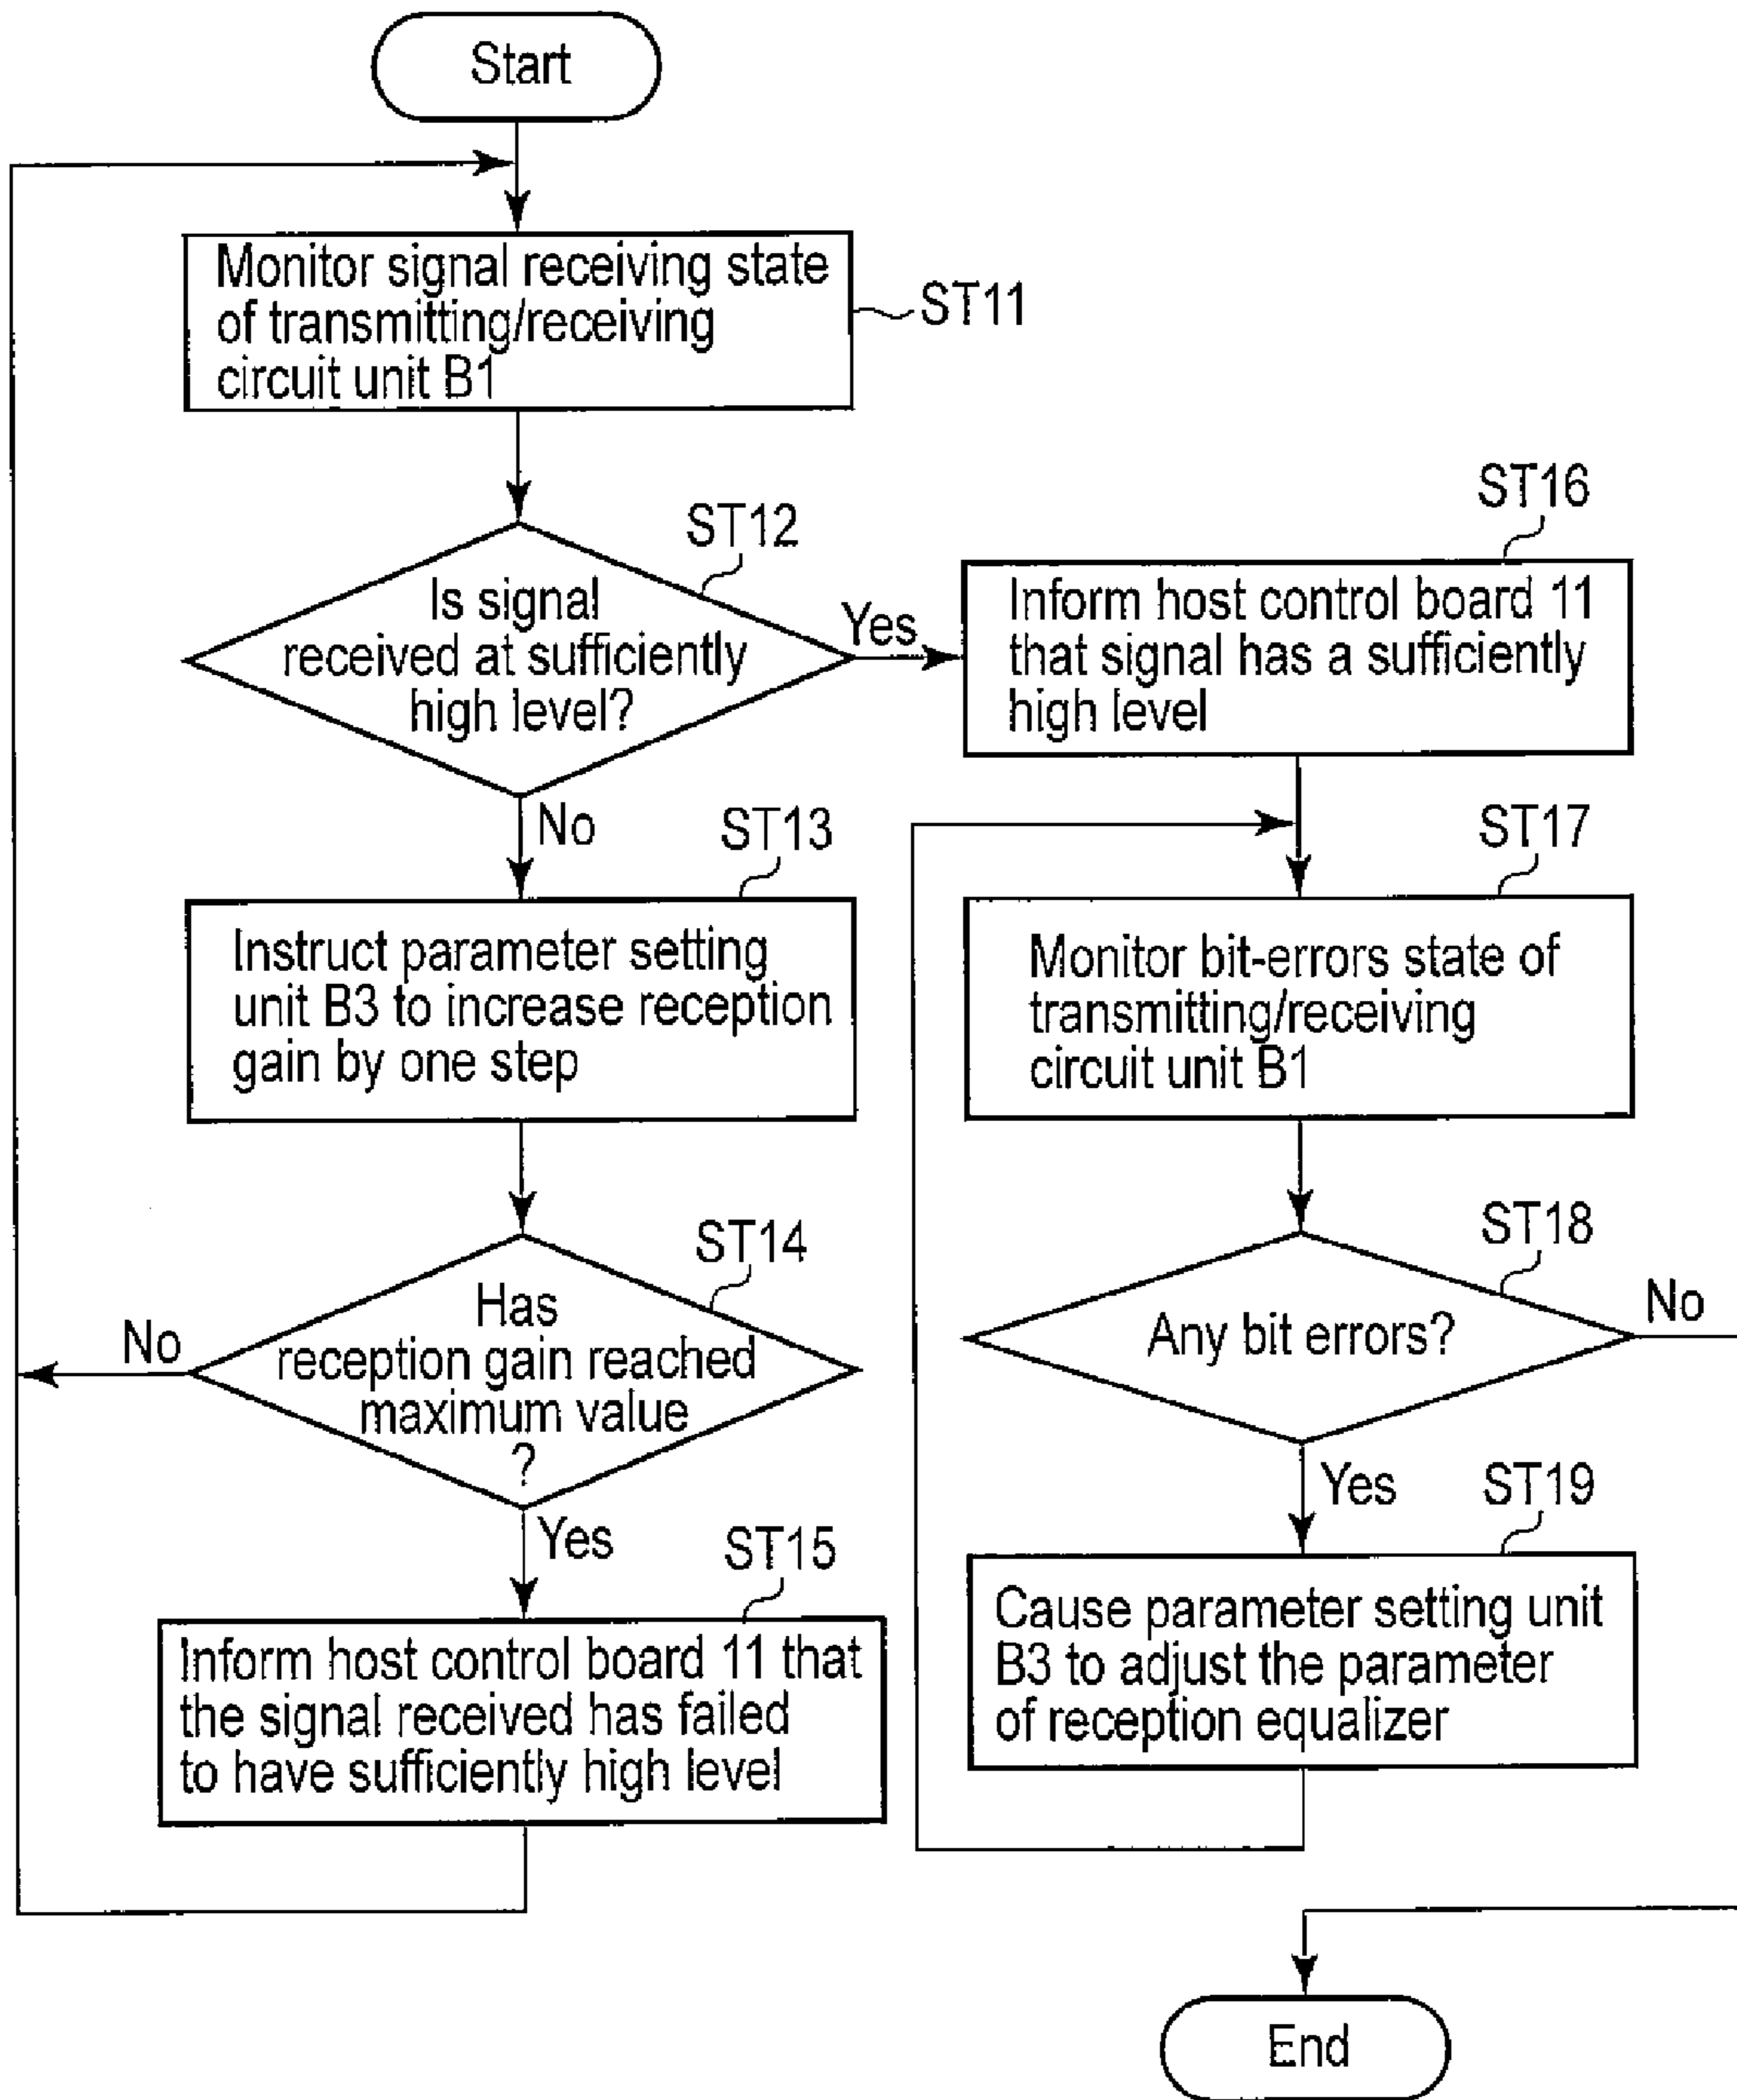 Start
Monitor signal receiving state
of transmitting/receiving
circuit unit B1
ST11
ST12
Is signal
received at sufficiently
high level?
Yes
No
ST13
Instruct parameter setting
unit B3 to increase reception
gain by one step
ST14
Has
reception gain reached
maximum value
?
No
Yes
ST15
Inform host control board 11 that
the signal received has failed
to have sufficiently high level
ST16
Inform host control board 11
that signal has a sufficiently
high level
ST17
Monitor bit-errors state of
transmitting/receiving
circuit unit B1
ST18
Any bit errors?
No
Yes
ST19
Cause parameter setting unit
B3 to adjust the parameter
of reception equalizer
End